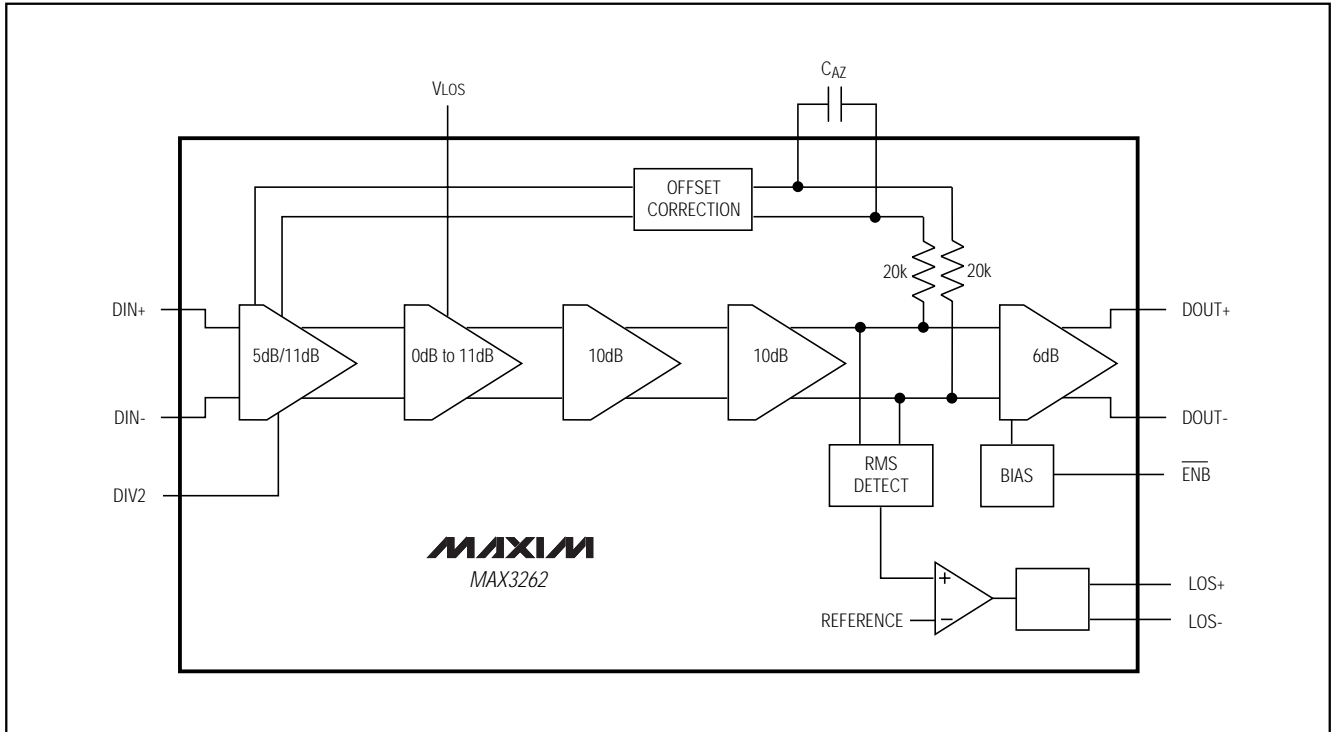 C_AZ
VLOS
OFFSET
CORRECTION
20k
20k
DIN+
DOUT+
5dB/11dB
0dB to 11dB
10dB
10dB
6dB
DIN-
DOUT-
RMS
DETECT
BIAS
ENB
DIV2
MAXIM
MAX3262
+
LOS+
REFERENCE
−
LOS-